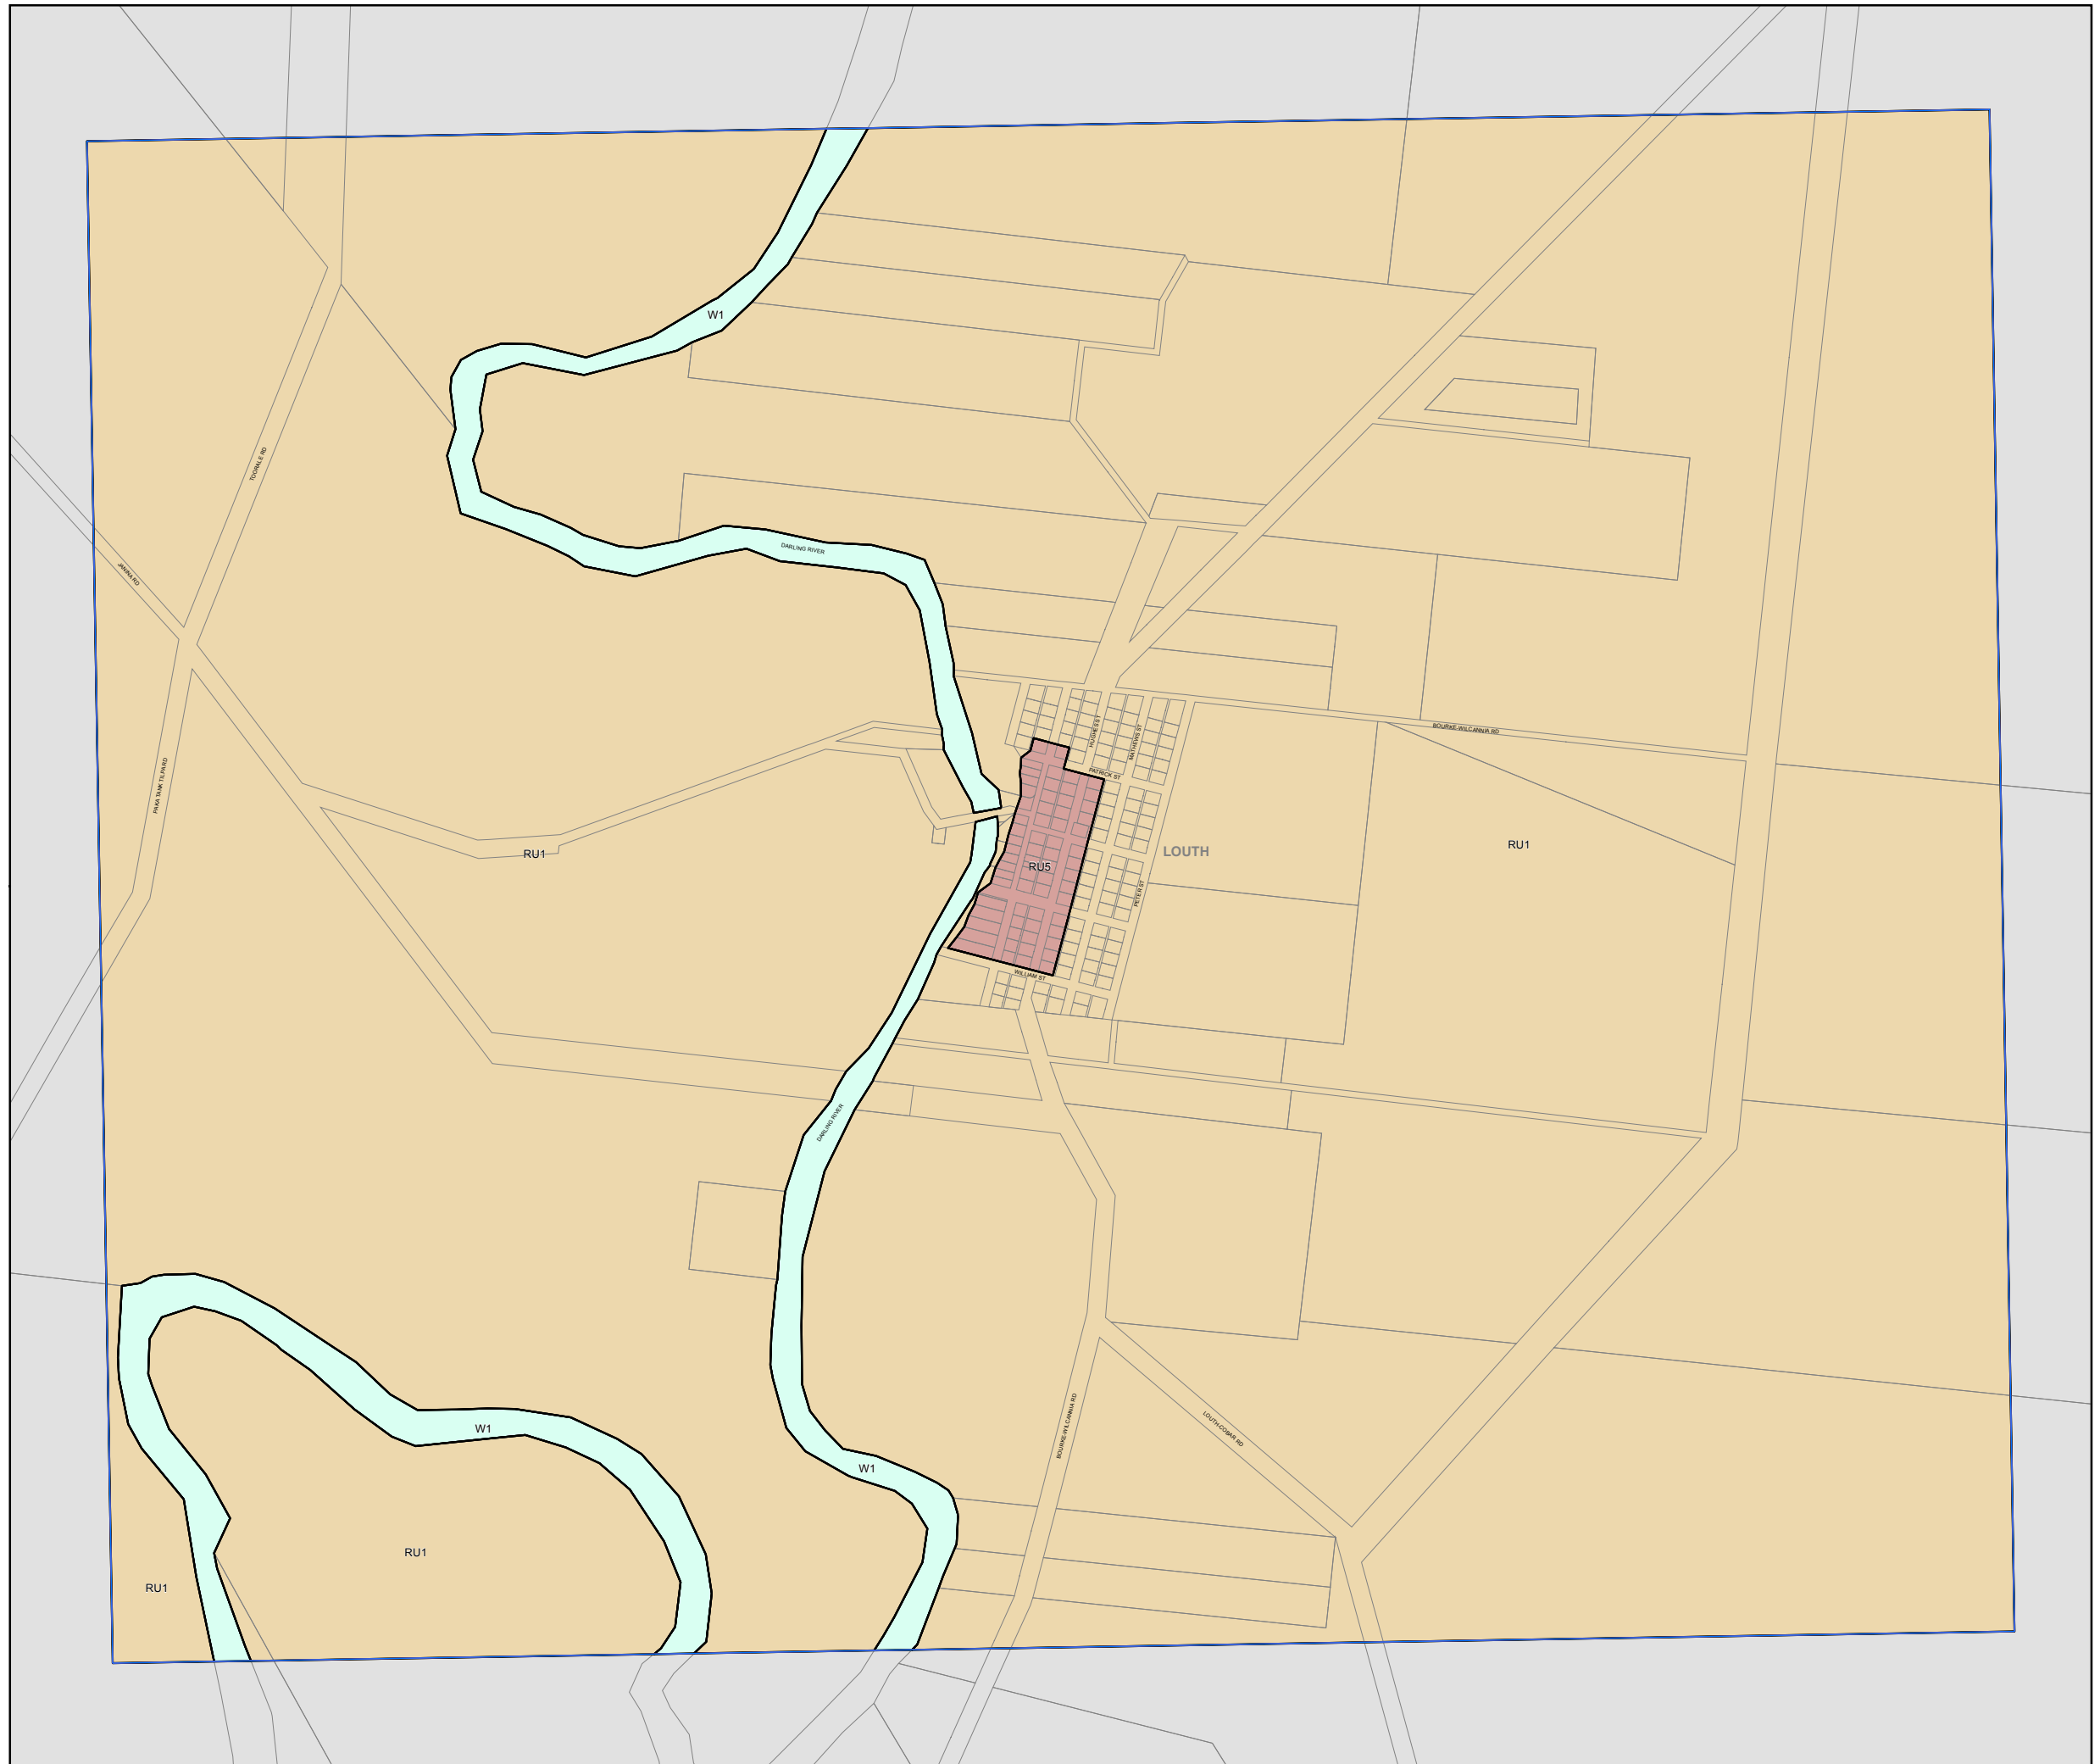 W1
TOORALE RD
DARLING RIVER
JANINA RD
HUGHES ST
MATHEWS ST
BOURKE-WILCANNIA RD
PATRICK ST
PAKA TANK TILPA RD
RU1
RU5
LOUTH
RU1
PETER ST
WILLIAM ST
DARLING RIVER
BOURKE-WILCANNIA RD
LOUTH-COBAR RD
W1
W1
RU1
RU1